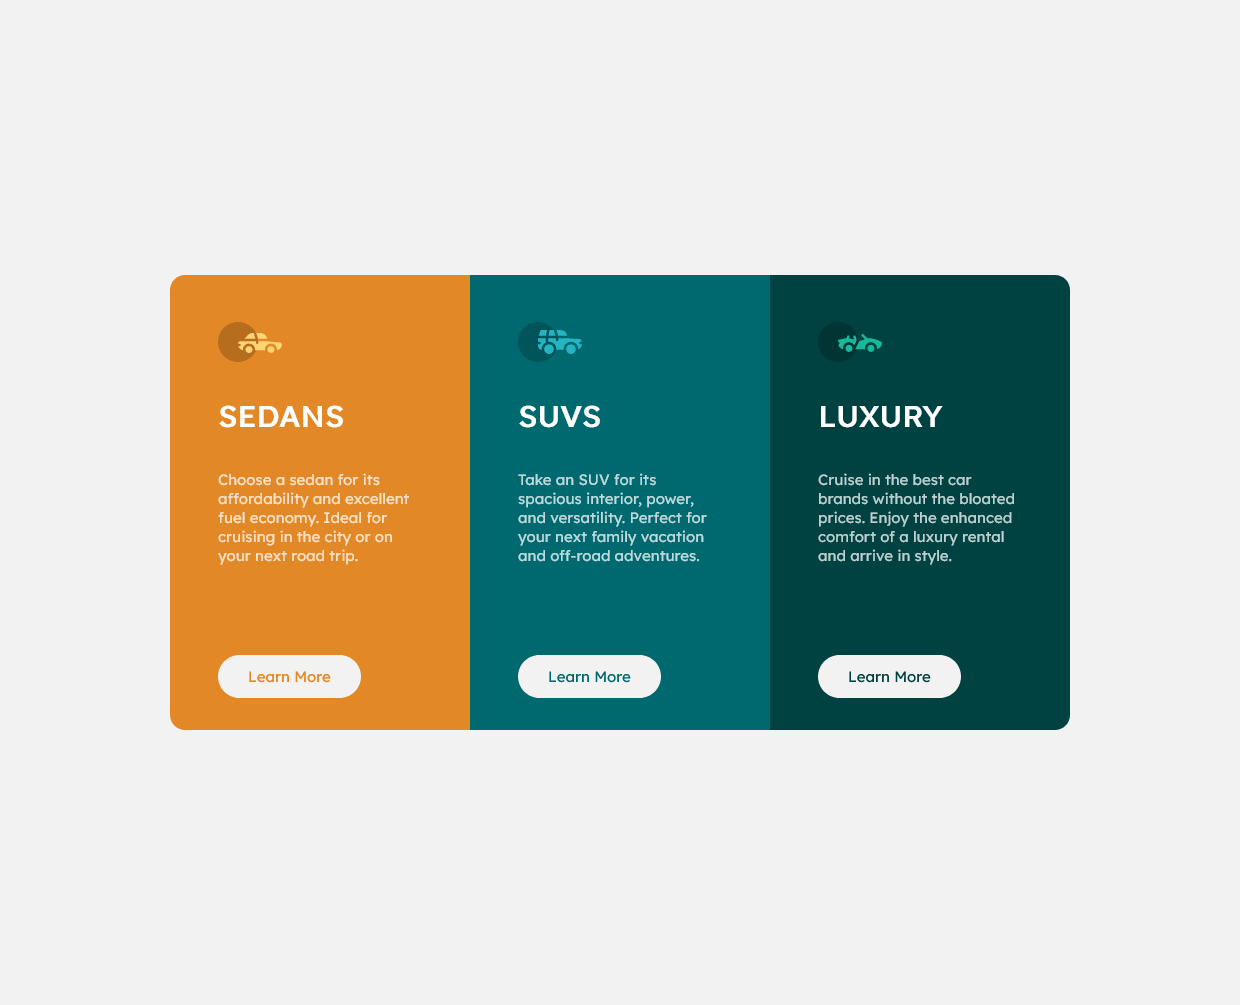 SEDANS
Choose a sedan for its
affordability and excellent
fuel economy. Ideal for
cruising in the city or on
your next road trip.
Learn More
SUVS
Take an SUV for its
spacious interior, power,
and versatility. Perfect for
your next family vacation
and off-road adventures.
Learn More
LUXURY
Cruise in the best car
brands without the bloated
prices. Enjoy the enhanced
comfort of a luxury rental
and arrive in style.
Learn More